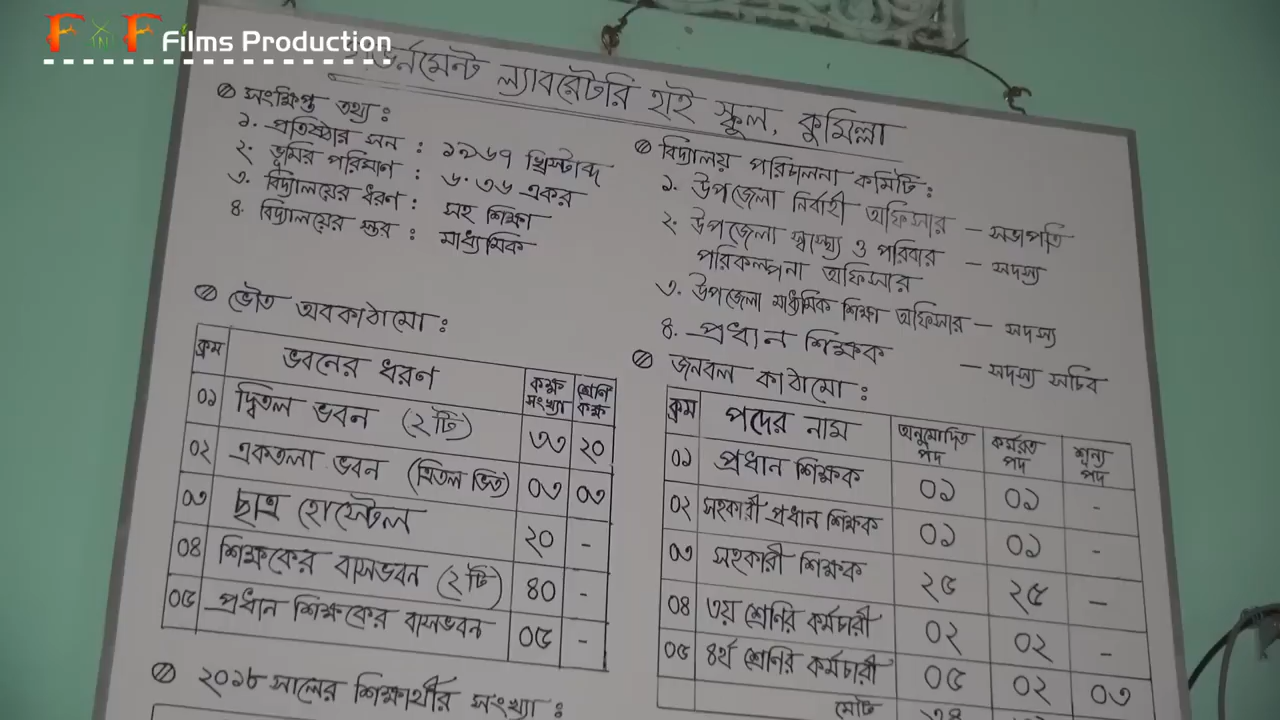 F in F Films Production
গভর্নমেন্ট ল্যাবরেটরি হাই স্কুল, কুমিল্লা
সংক্ষিপ্ত তথ্য :
১. প্রতিষ্ঠার সন : ১৯৬৭ খ্রিস্টাব্দ
২. ভূমির পরিমাণ : ৬.৩৬ একর
৩. বিদ্যালয়ের ধরণ : সহ শিক্ষা
৪. বিদ্যালয়ের স্তর : মাধ্যমিক
ভৌত অবকাঠামো :
ক্রম ভবনের ধরণ কক্ষ সংখ্যা শ্রেণি কক্ষ
০১ দ্বিতল ভবন (২টি) ৩৩ ২০
০২ একতলা ভবন (ত্রিতল ভিত) ০৩ ০৩
০৩ ছাত্র হোস্টেল ২০ -
০৪ শিক্ষকের বাসভবন (২টি) ৪০ -
০৫ প্রধান শিক্ষকের বাসভবন ০৫ -
২০১৮ সালের শিক্ষার্থীর সংখ্যা :
বিদ্যালয় পরিচালনা কমিটি :
১. উপজেলা নির্বাহী অফিসার – সভাপতি
২. উপজেলা স্বাস্থ্য ও পরিবার – সদস্য
পরিকল্পনা অফিসার
৩. উপজেলা মাধ্যমিক শিক্ষা অফিসার – সদস্য
৪. প্রধান শিক্ষক – সদস্য সচিব
জনবল কাঠামো :
ক্রম পদের নাম অনুমোদিত পদ কর্মরত পদ শূন্য পদ
০১ প্রধান শিক্ষক ০১ ০১ -
০২ সহকারী প্রধান শিক্ষক ০১ ০১ -
০৩ সহকারী শিক্ষক ২৫ ২৫ –
০৪ ৩য় শ্রেণির কর্মচারী ০২ ০২ -
০৫ ৪র্থ শ্রেণির কর্মচারী ০৫ ০২ ০৩
মোট ৩৪